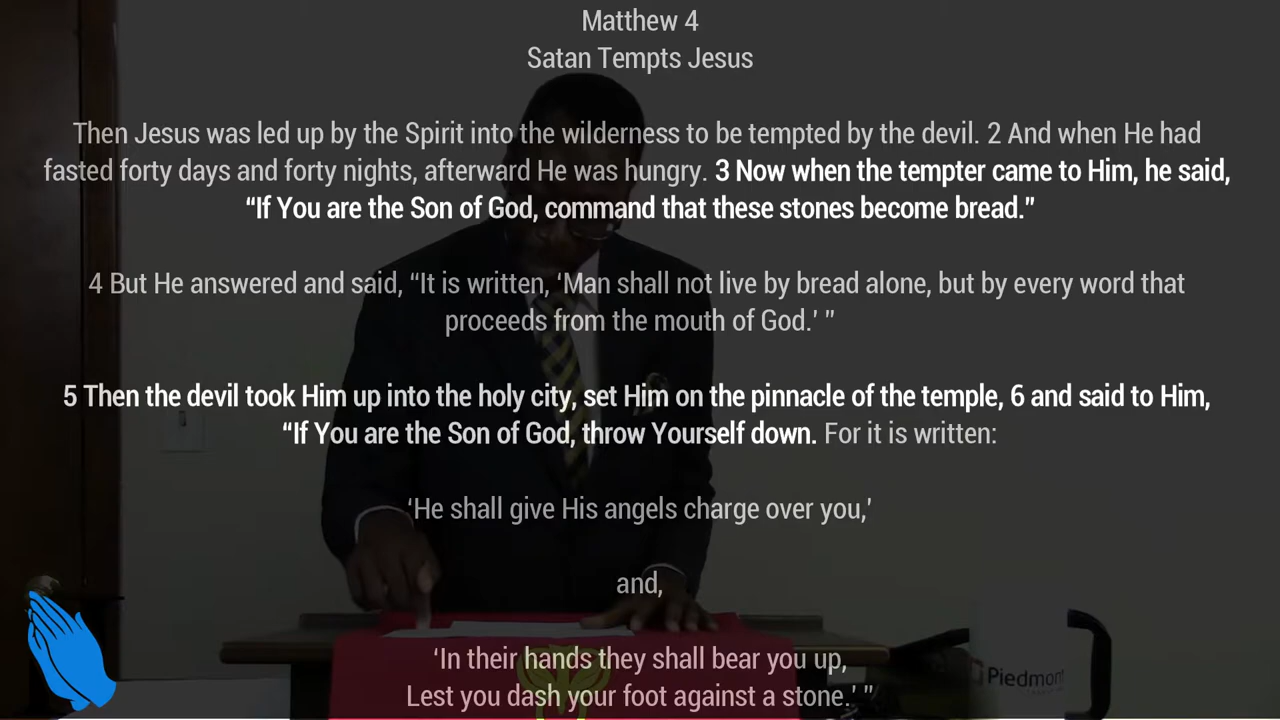 Matthew 4
Satan Tempts Jesus
Then Jesus was led up by the Spirit into the wilderness to be tempted by the devil. 2 And when He had
fasted forty days and forty nights, afterward He was hungry. 3 Now when the tempter came to Him, he said,
“If You are the Son of God, command that these stones become bread.”
4 But He answered and said, “It is written, ‘Man shall not live by bread alone, but by every word that
proceeds from the mouth of God.’ ”
5 Then the devil took Him up into the holy city, set Him on the pinnacle of the temple, 6 and said to Him,
“If You are the Son of God, throw Yourself down. For it is written:
‘He shall give His angels charge over you,’
and,
‘In their hands they shall bear you up,
Lest you dash your foot against a stone.’ ”
Piedmont